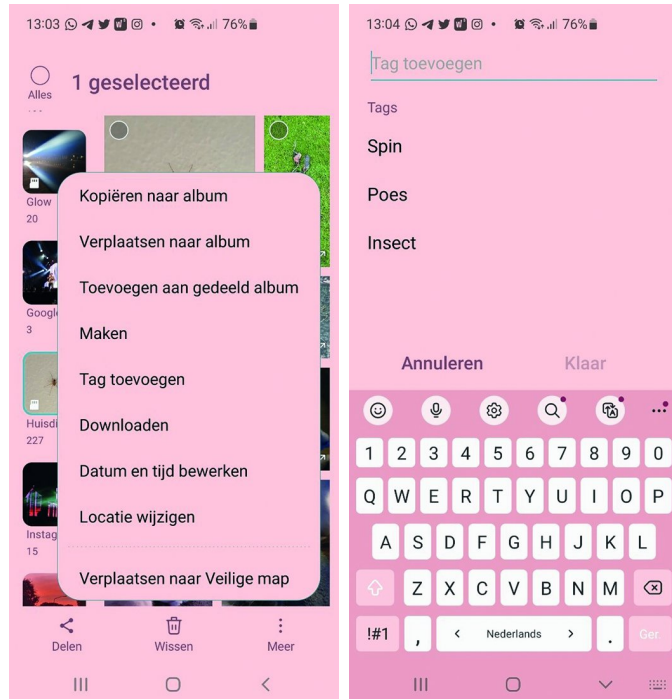 13:03
76%
Alles
1 geselecteerd
Glow
20
Googl
3
Huisdi
227
Instag
15
Kopiëren naar album
Verplaatsen naar album
Toevoegen aan gedeeld album
Maken
Tag toevoegen
Downloaden
Datum en tijd bewerken
Locatie wijzigen
Verplaatsen naar Veilige map
Delen
Wissen
Meer
13:04
76%
Tag toevoegen
Tags
Spin
Poes
Insect
Annuleren
Klaar
1 2 3 4 5 6 7 8 9 0
Q W E R T Y U I O P
A S D F G H J K L
Z X C V B N M
!#1 , < Nederlands > . Ger